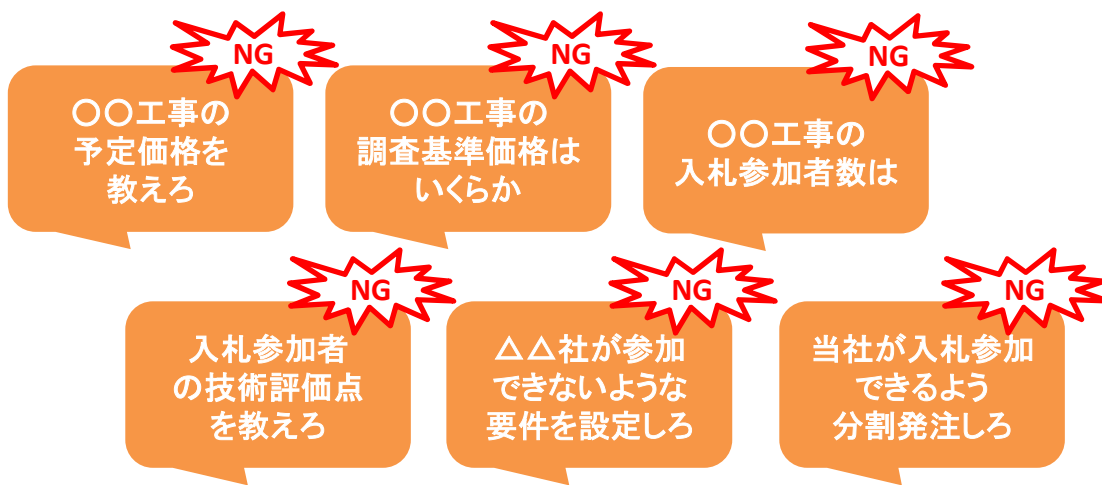 NG
〇〇工事の
予定価格を
教えろ
NG
〇〇工事の
調査基準価格は
いくらか
NG
〇〇工事の
入札参加者数は
NG
入札参加者
の技術評価点
を教えろ
NG
△△社が参加
できないような
要件を設定しろ
NG
当社が入札参加
できるよう
分割発注しろ